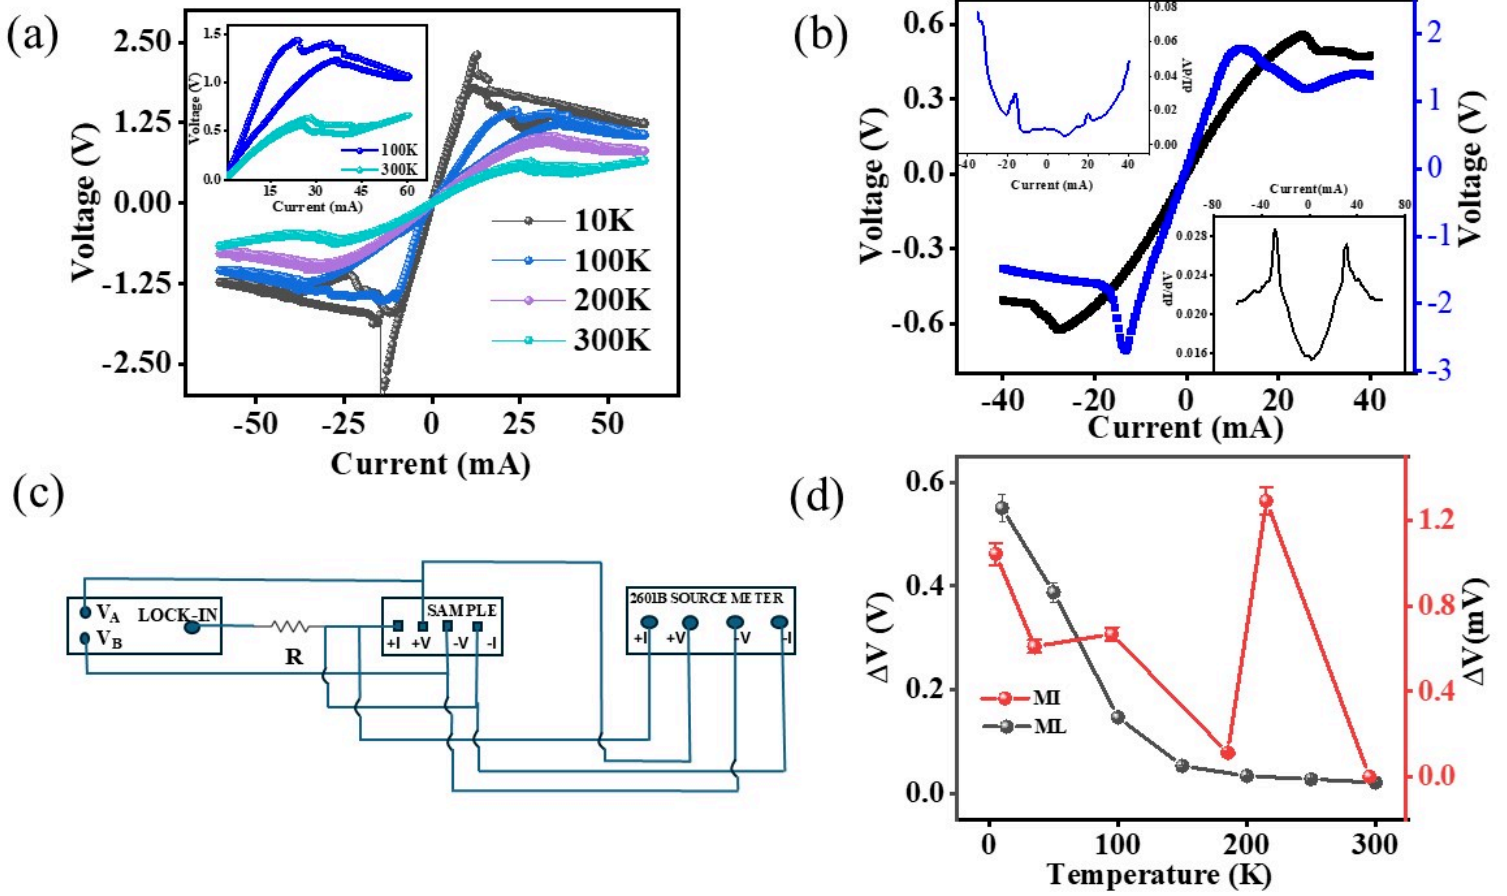 (a)
2.50
1.25
0.00
-1.25
-2.50
Voltage (V)
-50 -25 0 25 50
Current (mA)
1.5
1.0
0.5
0.0
Voltage (V)
15 30 45 60
Current (mA)
100K
300K
10K
100K
200K
300K
(b)
0.6
0.3
0.0
-0.3
-0.6
Voltage (V)
-40 -20 0 20 40
Current (mA)
2
1
0
-1
-2
-3
Voltage (V)
0.08
0.06
0.04
0.02
0.00
dP/dV
-40 -20 0 20 40
Current (mA)
Current(mA)
-80 -40 0 40 80
0.028
0.024
0.020
0.016
(c)
VA
VB
LOCK-IN
R
SAMPLE
+I +V -V -I
2601B SOURCE METER
+I +V -V -I
(d)
0.6
0.4
0.2
0.0
ΔV (V)
MI
ML
0 100 200 300
Temperature (K)
1.2
0.8
0.4
0.0
ΔV(mV)